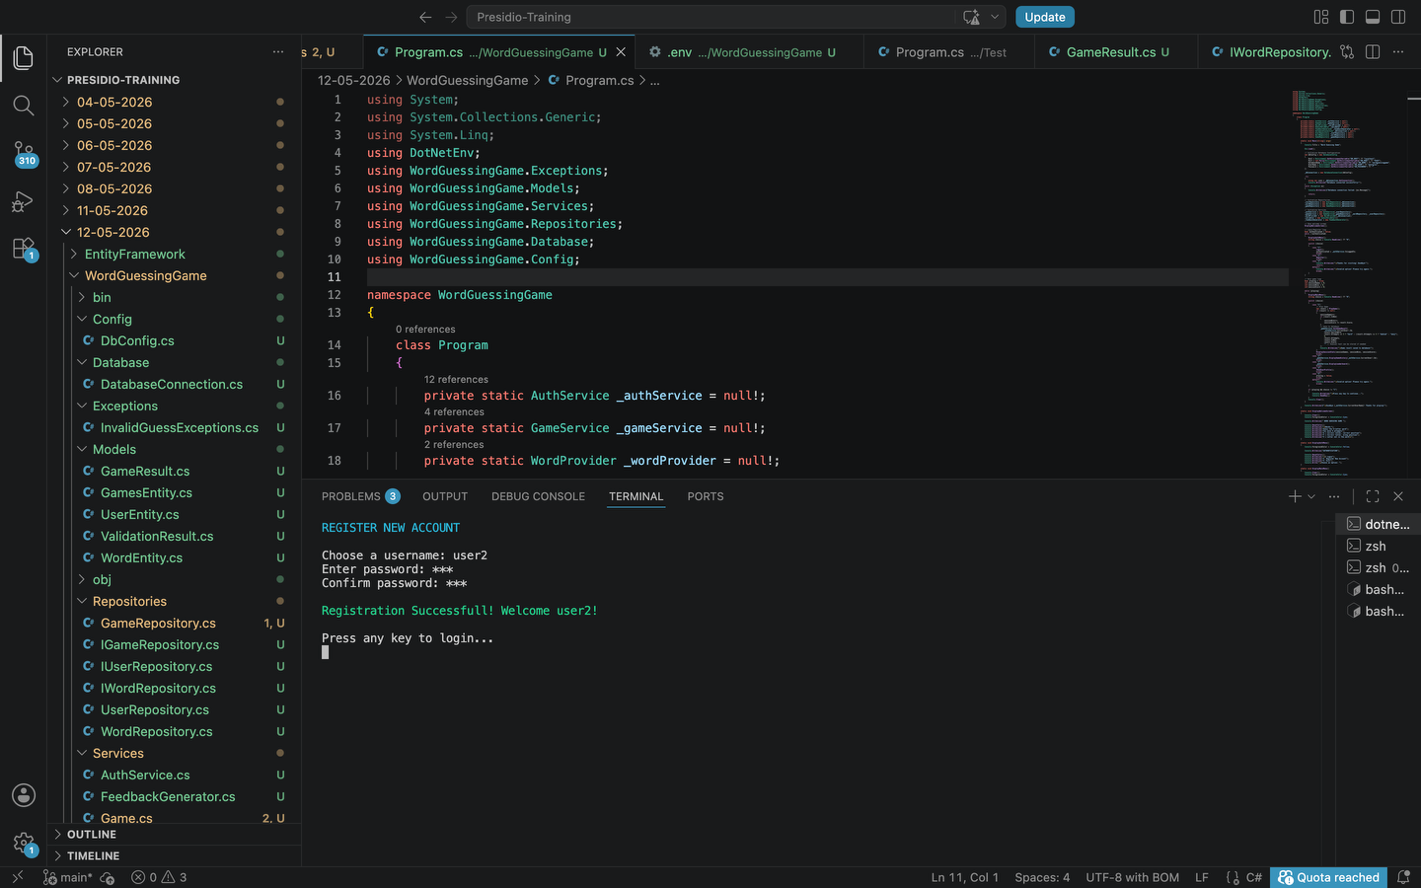 Presidio-Training
Update
EXPLORER
PRESIDIO-TRAINING
04-05-2026
05-05-2026
06-05-2026
07-05-2026
08-05-2026
11-05-2026
12-05-2026
EntityFramework
WordGuessingGame
bin
Config
DbConfig.cs U
Database
DatabaseConnection.cs U
Exceptions
InvalidGuessExceptions.cs U
Models
GameResult.cs U
GamesEntity.cs U
UserEntity.cs U
ValidationResult.cs U
WordEntity.cs U
obj
Repositories
GameRepository.cs 1, U
IGameRepository.cs U
IUserRepository.cs U
IWordRepository.cs U
UserRepository.cs U
WordRepository.cs U
Services
AuthService.cs U
FeedbackGenerator.cs U
Game.cs 2, U
OUTLINE
TIMELINE
310
1
1
s 2, U
Program.cs .../WordGuessingGame U
.env .../WordGuessingGame U
Program.cs .../Test
GameResult.cs U
IWordRepository.
12-05-2026 > WordGuessingGame > Program.cs > ...
1 using System;
2 using System.Collections.Generic;
3 using System.Linq;
4 using DotNetEnv;
5 using WordGuessingGame.Exceptions;
6 using WordGuessingGame.Models;
7 using WordGuessingGame.Services;
8 using WordGuessingGame.Repositories;
9 using WordGuessingGame.Database;
10 using WordGuessingGame.Config;
11
12 namespace WordGuessingGame
13 {
0 references
14 class Program
15 {
12 references
16 private static AuthService _authService = null!;
4 references
17 private static GameService _gameService = null!;
2 references
18 private static WordProvider _wordProvider = null!;
PROBLEMS 3 OUTPUT DEBUG CONSOLE TERMINAL PORTS
REGISTER NEW ACCOUNT
Choose a username: user2
Enter password: ***
Confirm password: ***
Registration Successfull! Welcome user2!
Press any key to login...
dotne...
zsh
zsh 0...
bash...
bash...
main*
0 3
Ln 11, Col 1
Spaces: 4
UTF-8 with BOM
LF
{} C#
Quota reached